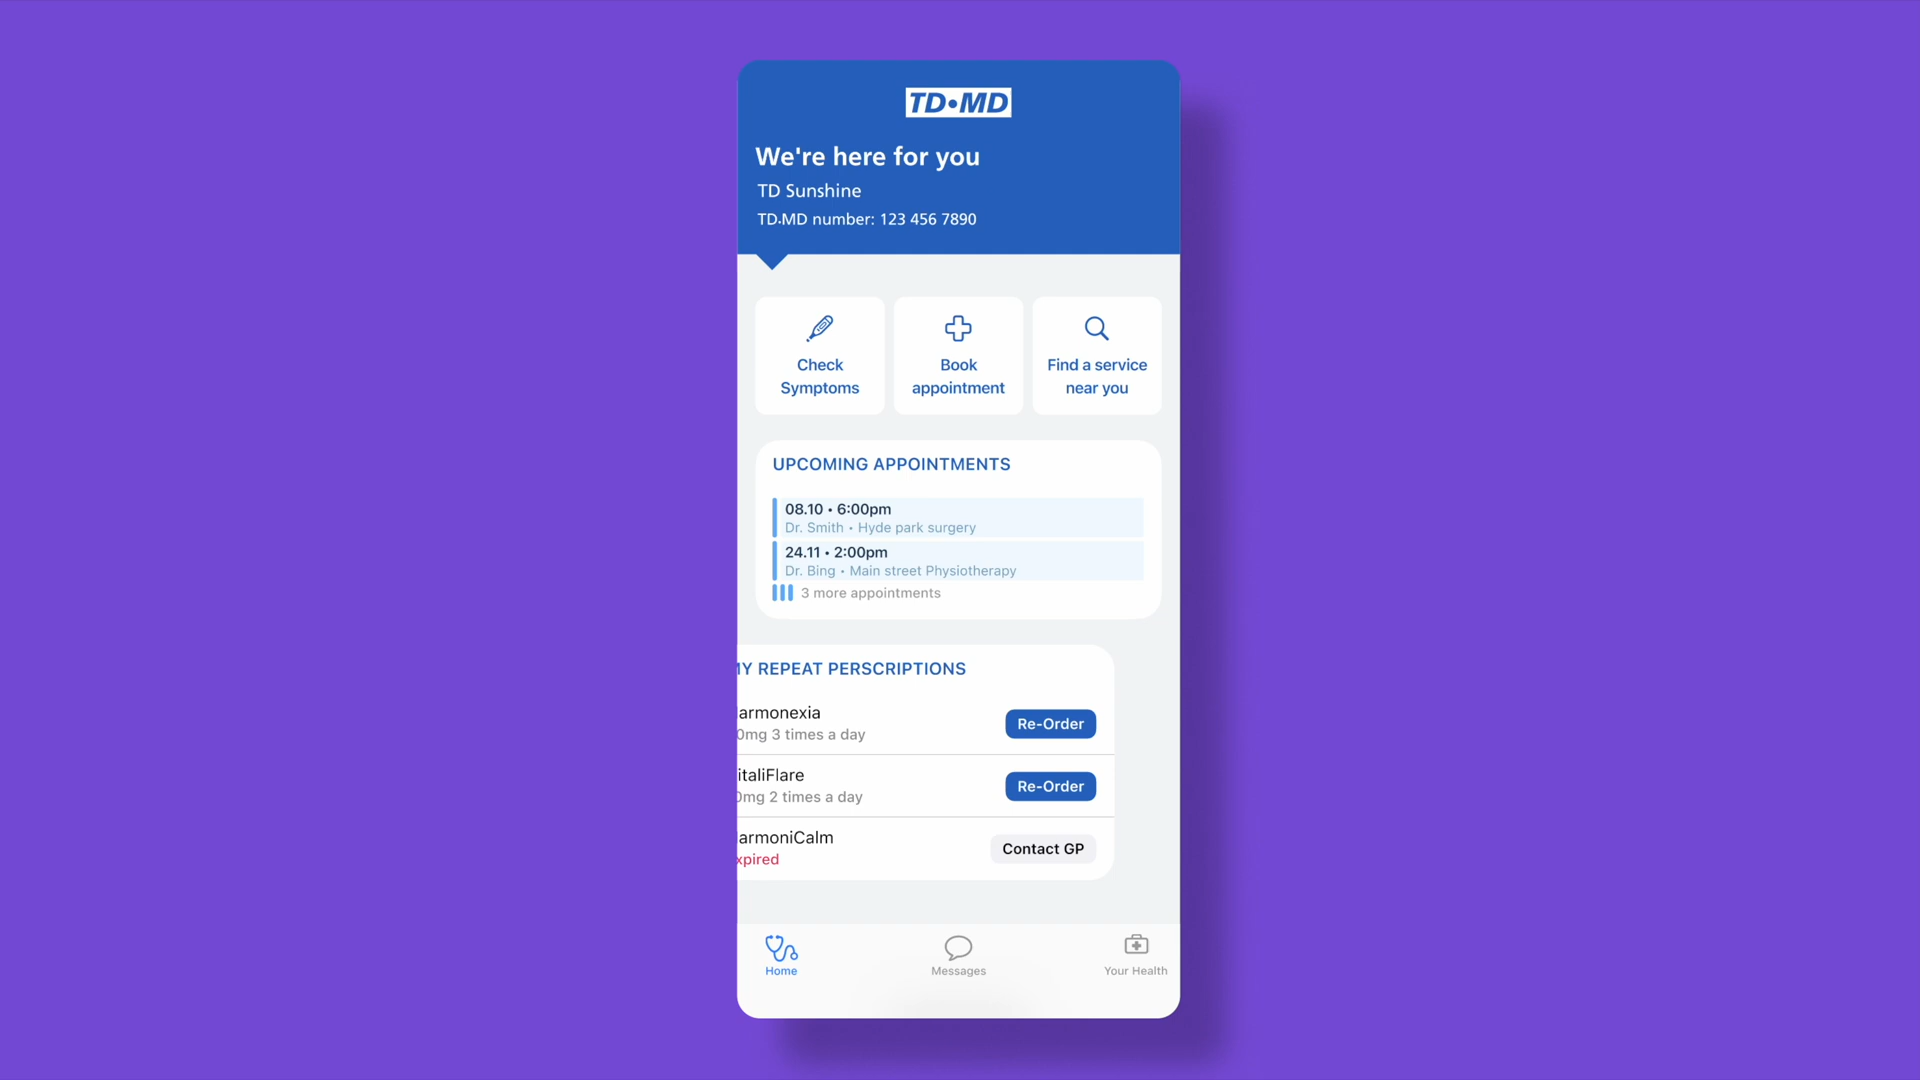 TD•MD
We're here for you
TD Sunshine
TD.MD number: 123 456 7890
Check
Symptoms
Book
appointment
Find a service
near you
UPCOMING APPOINTMENTS
08.10 • 6:00pm
Dr. Smith • Hyde park surgery
24.11 • 2:00pm
Dr. Bing • Main street Physiotherapy
3 more appointments
MY REPEAT PERSCRIPTIONS
armonexia
0mg 3 times a day
Re-Order
italiFlare
0mg 2 times a day
Re-Order
armoniCalm
xpired
Contact GP
Home
Messages
Your Health